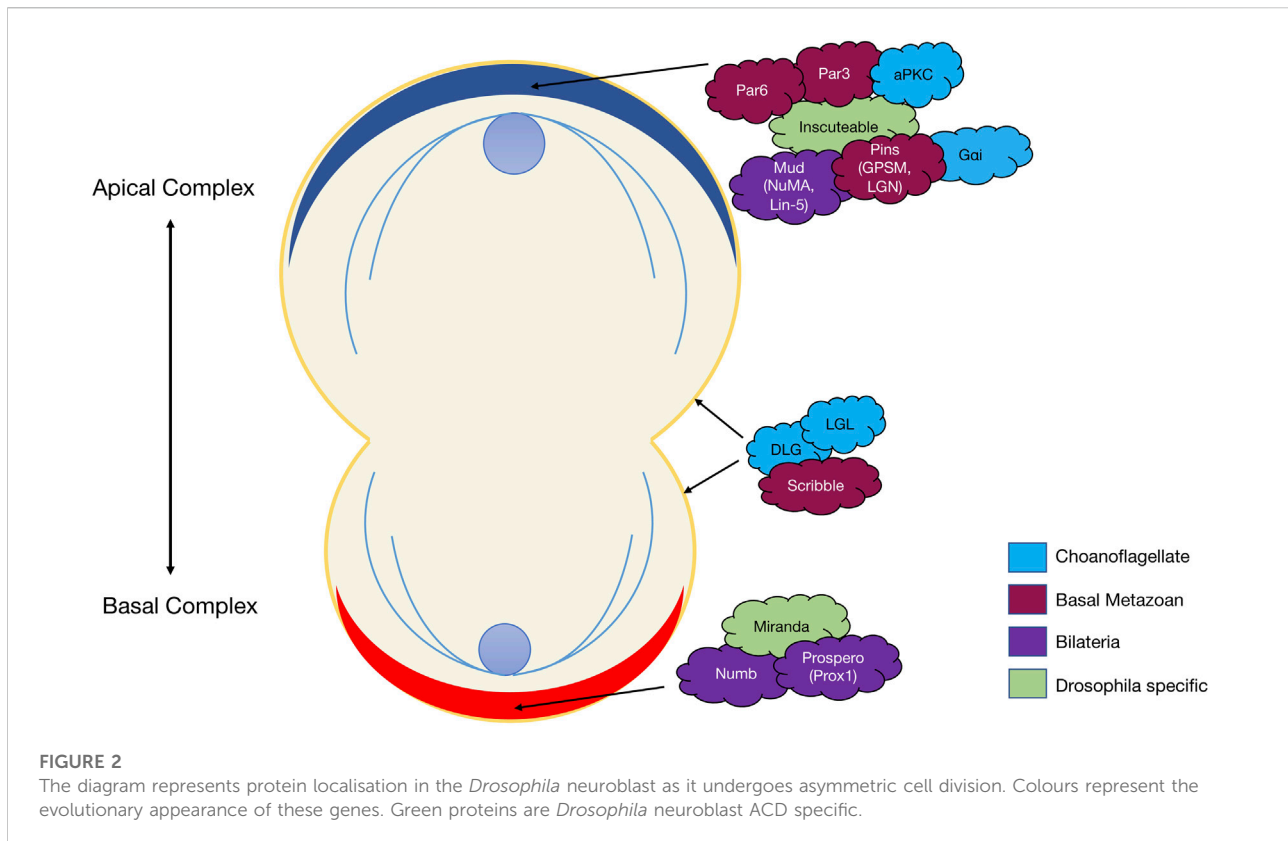 Par6
Par3
aPKC
Inscuteable
Mud
(NuMA,
Lin-5)
Pins
(GPSM,
LGN)
Gαi
Apical Complex
LGL
DLG
Scribble
Basal Complex
Miranda
Numb
Prospero
(Prox1)
Choanoflagellate
Basal Metazoan
Bilateria
Drosophila specific
FIGURE 2
The diagram represents protein localisation in the Drosophila neuroblast as it undergoes asymmetric cell division. Colours represent the
evolutionary appearance of these genes. Green proteins are Drosophila neuroblast ACD specific.